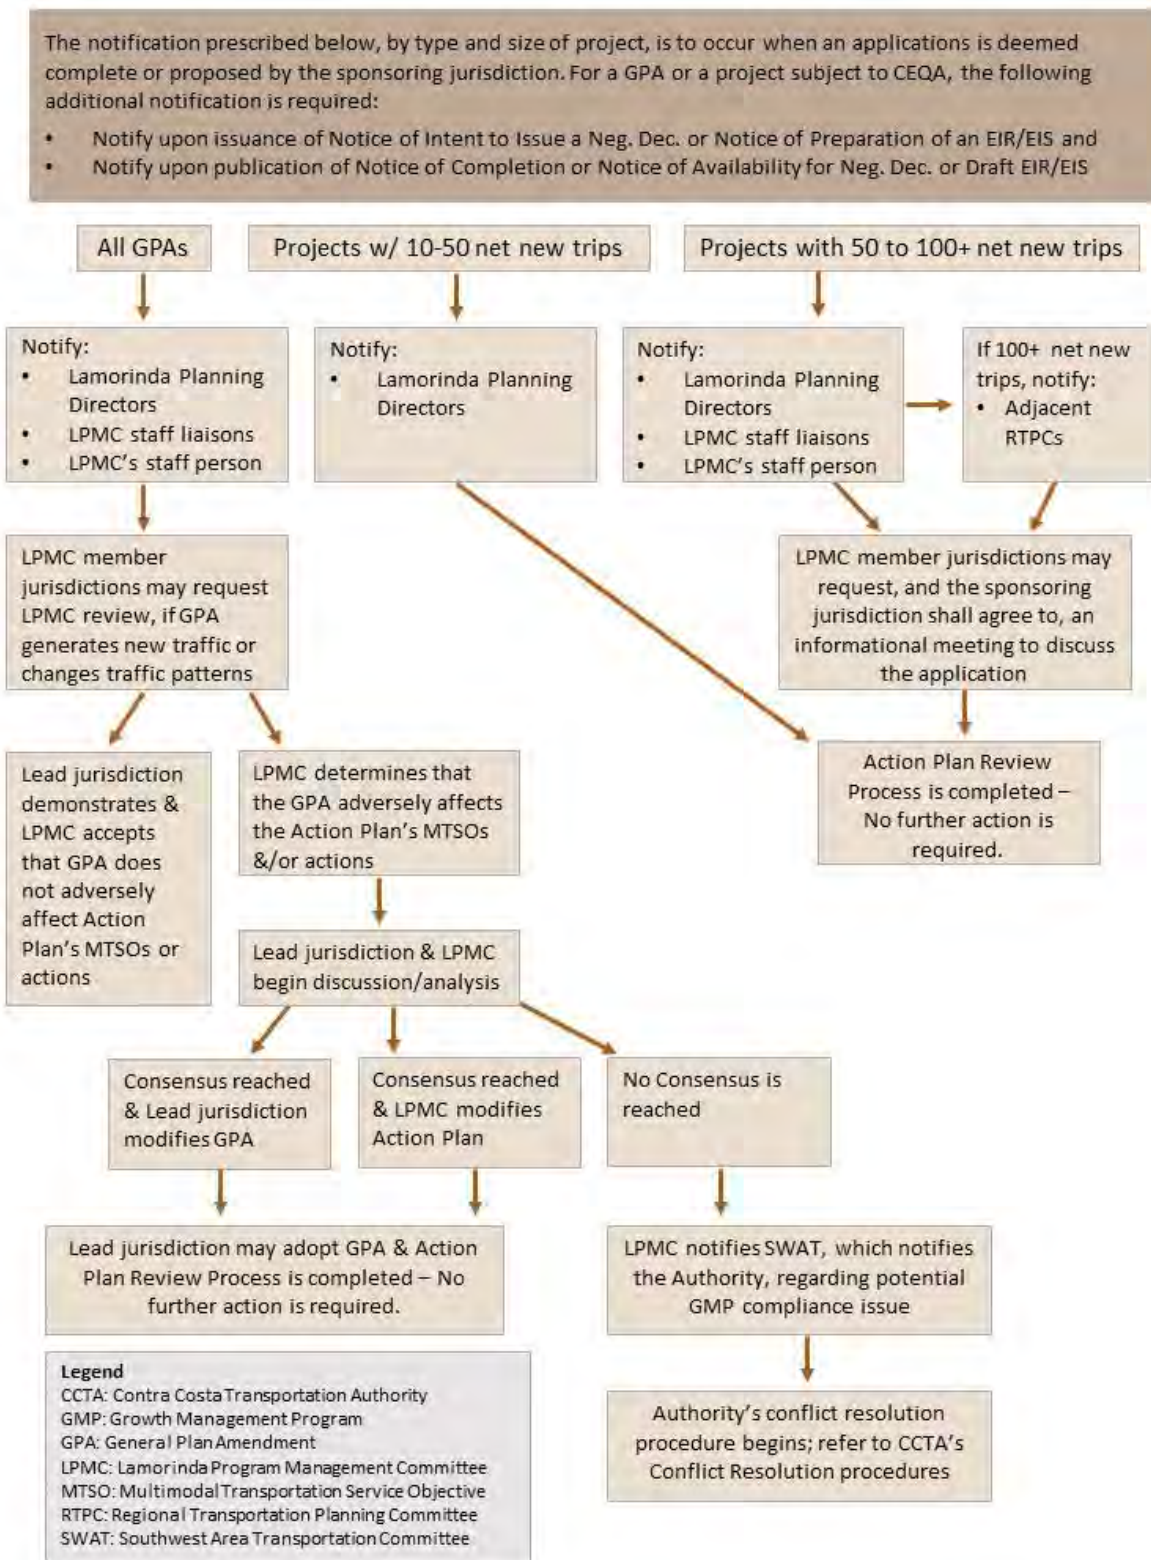 The notification prescribed below, by type and size of project, is to occur when an applications is deemed
complete or proposed by the sponsoring jurisdiction. For a GPA or a project subject to CEQA, the following
additional notification is required:
• Notify upon issuance of Notice of Intent to Issue a Neg. Dec. or Notice of Preparation of an EIR/EIS and
• Notify upon publication of Notice of Completion or Notice of Availability for Neg. Dec. or Draft EIR/EIS
All GPAs
Projects w/ 10-50 net new trips
Projects with 50 to 100+ net new trips
Notify:
• Lamorinda Planning
Directors
• LPMC staff liaisons
• LPMC's staff person
Notify:
• Lamorinda Planning
Directors
Notify:
• Lamorinda Planning
Directors
• LPMC staff liaisons
• LPMC's staff person
If 100+ net new
trips, notify:
• Adjacent
RTPCs
LPMC member
jurisdictions may request
LPMC review, if GPA
generates new traffic or
changes traffic patterns
LPMC member jurisdictions may
request, and the sponsoring
jurisdiction shall agree to, an
informational meeting to discuss
the application
Lead jurisdiction
demonstrates &
LPMC accepts
that GPA does
not adversely
affect Action
Plan's MTSOs or
actions
LPMC determines that
the GPA adversely affects
the Action Plan's MTSOs
&/or actions
Action Plan Review
Process is completed –
No further action is
required.
Lead jurisdiction & LPMC
begin discussion/analysis
Consensus reached
& Lead jurisdiction
modifies GPA
Consensus reached
& LPMC modifies
Action Plan
No Consensus is
reached
Lead jurisdiction may adopt GPA & Action
Plan Review Process is completed – No
further action is required.
LPMC notifies SWAT, which notifies
the Authority, regarding potential
GMP compliance issue
Authority's conflict resolution
procedure begins; refer to CCTA's
Conflict Resolution procedures
Legend
CCTA: Contra Costa Transportation Authority
GMP: Growth Management Program
GPA: General Plan Amendment
LPMC: Lamorinda Program Management Committee
MTSO: Multimodal Transportation Service Objective
RTPC: Regional Transportation Planning Committee
SWAT: Southwest Area Transportation Committee